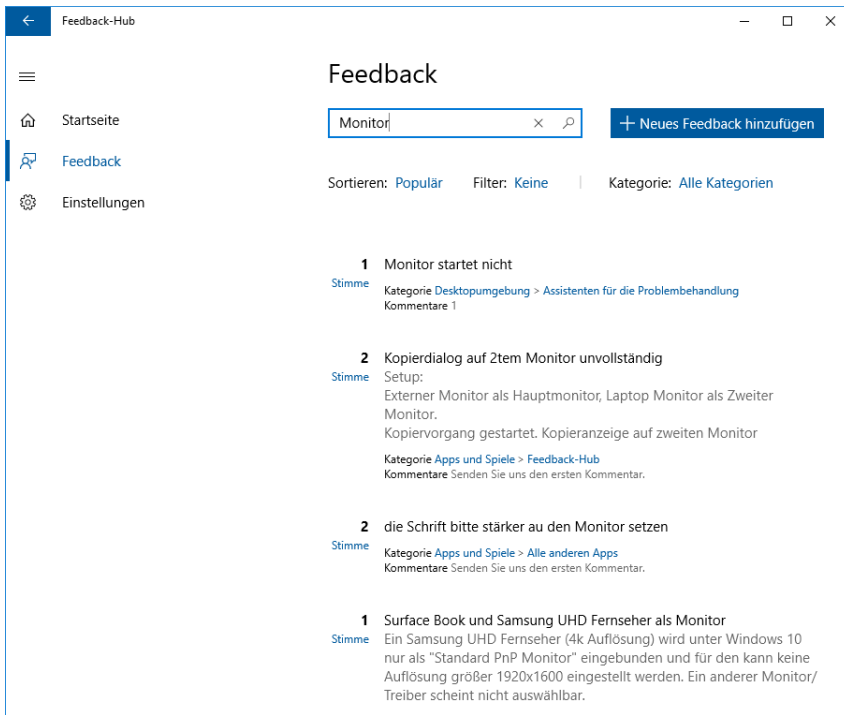 Feedback-Hub
Feedback
Monitor
+ Neues Feedback hinzufügen
Startseite
Feedback
Einstellungen
Sortieren: Populär Filter: Keine | Kategorie: Alle Kategorien
1 Monitor startet nicht
Stimme
Kategorie Desktopumgebung > Assistenten für die Problembehandlung
Kommentare 1
2 Kopierdialog auf 2tem Monitor unvollständig
Stimme Setup:
Externer Monitor als Hauptmonitor, Laptop Monitor als Zweiter
Monitor.
Kopiervorgang gestartet. Kopieranzeige auf zweiten Monitor
Kategorie Apps und Spiele > Feedback-Hub
Kommentare Senden Sie uns den ersten Kommentar.
2 die Schrift bitte stärker au den Monitor setzen
Stimme
Kategorie Apps und Spiele > Alle anderen Apps
Kommentare Senden Sie uns den ersten Kommentar.
1 Surface Book und Samsung UHD Fernseher als Monitor
Stimme Ein Samsung UHD Fernseher (4k Auflösung) wird unter Windows 10
nur als "Standard PnP Monitor" eingebunden und für den kann keine
Auflösung größer 1920x1600 eingestellt werden. Ein anderer Monitor/
Treiber scheint nicht auswählbar.